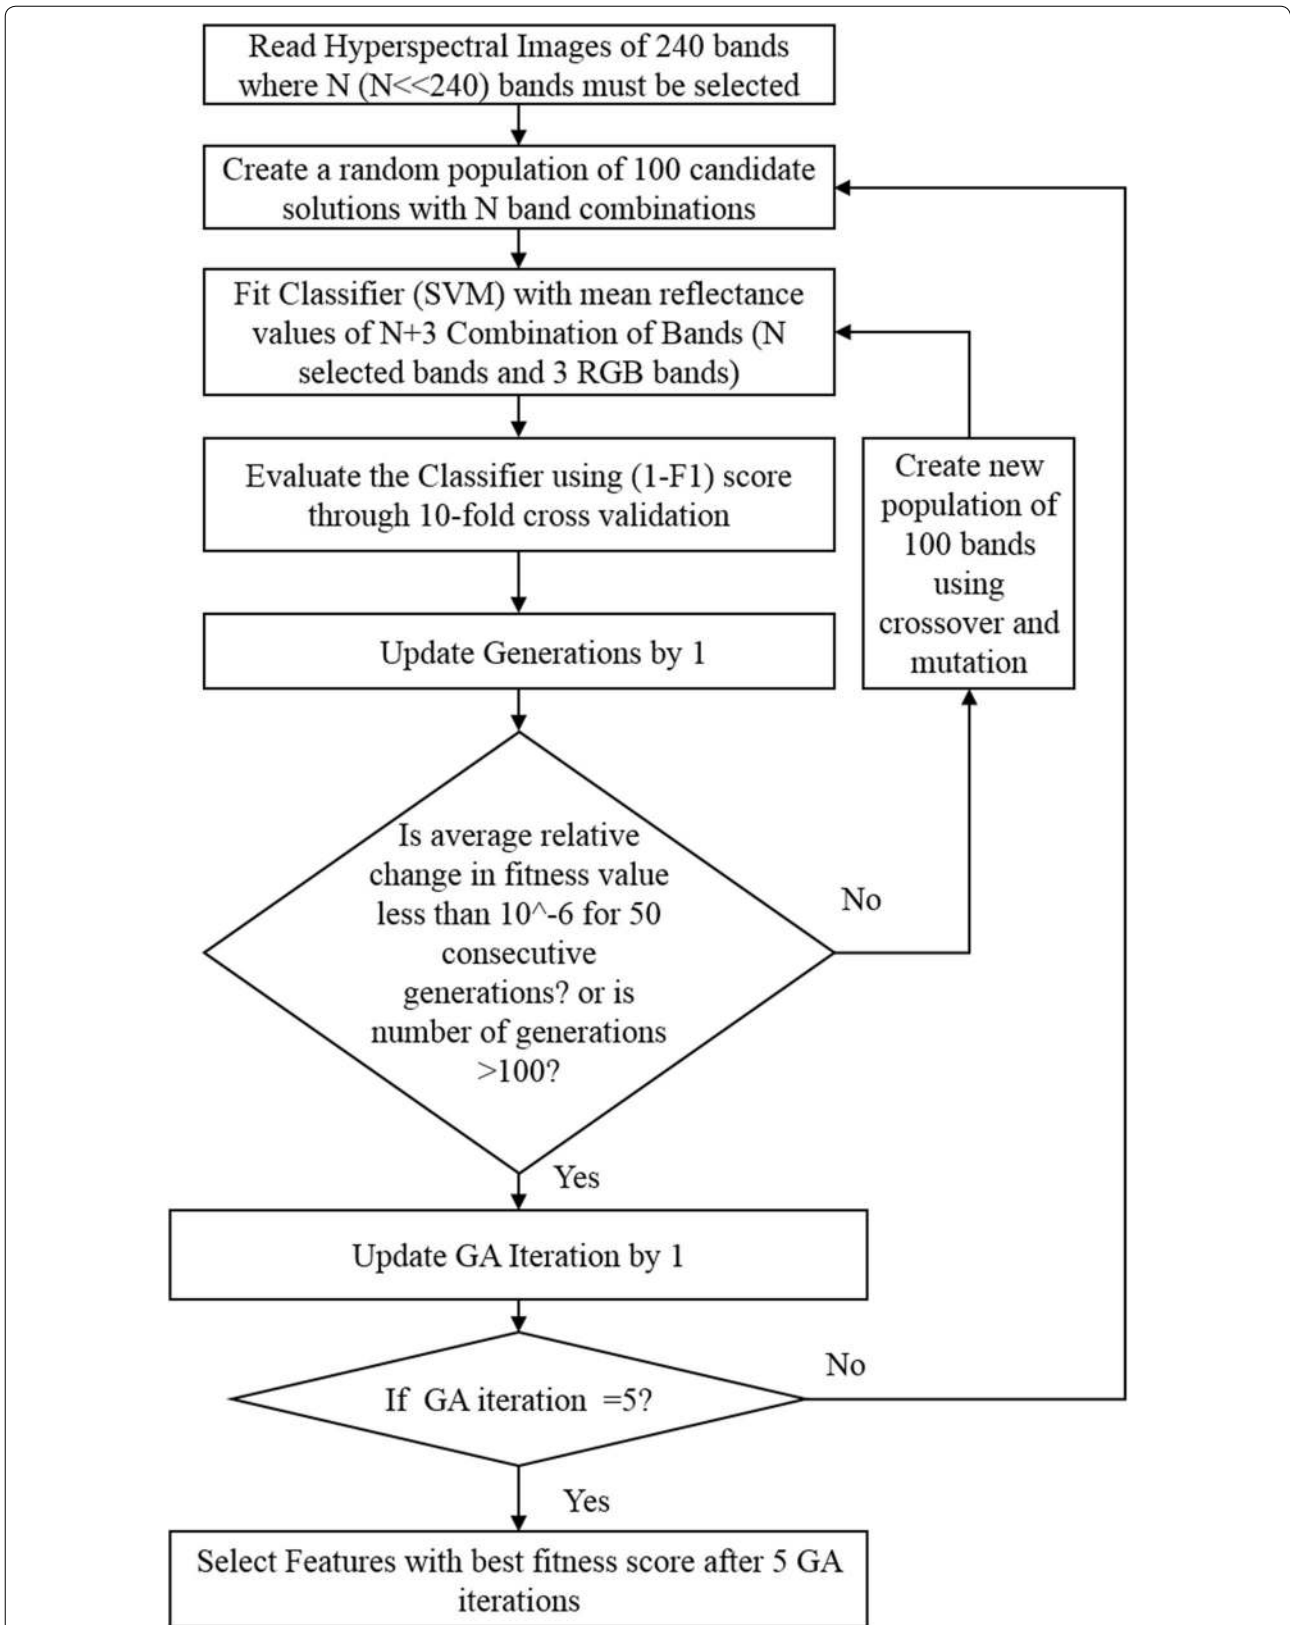 Read Hyperspectral Images of 240 bands
where N (N<<240) bands must be selected
Create a random population of 100 candidate
solutions with N band combinations
Fit Classifier (SVM) with mean reflectance
values of N+3 Combination of Bands (N
selected bands and 3 RGB bands)
Evaluate the Classifier using (1-F1) score
through 10-fold cross validation
Create new
population of
100 bands
using
crossover and
mutation
Update Generations by 1
Is average relative
change in fitness value
less than 10^-6 for 50
consecutive
generations? or is
number of generations
>100?
No
Yes
Update GA Iteration by 1
If GA iteration =5?
No
Yes
Select Features with best fitness score after 5 GA
iterations